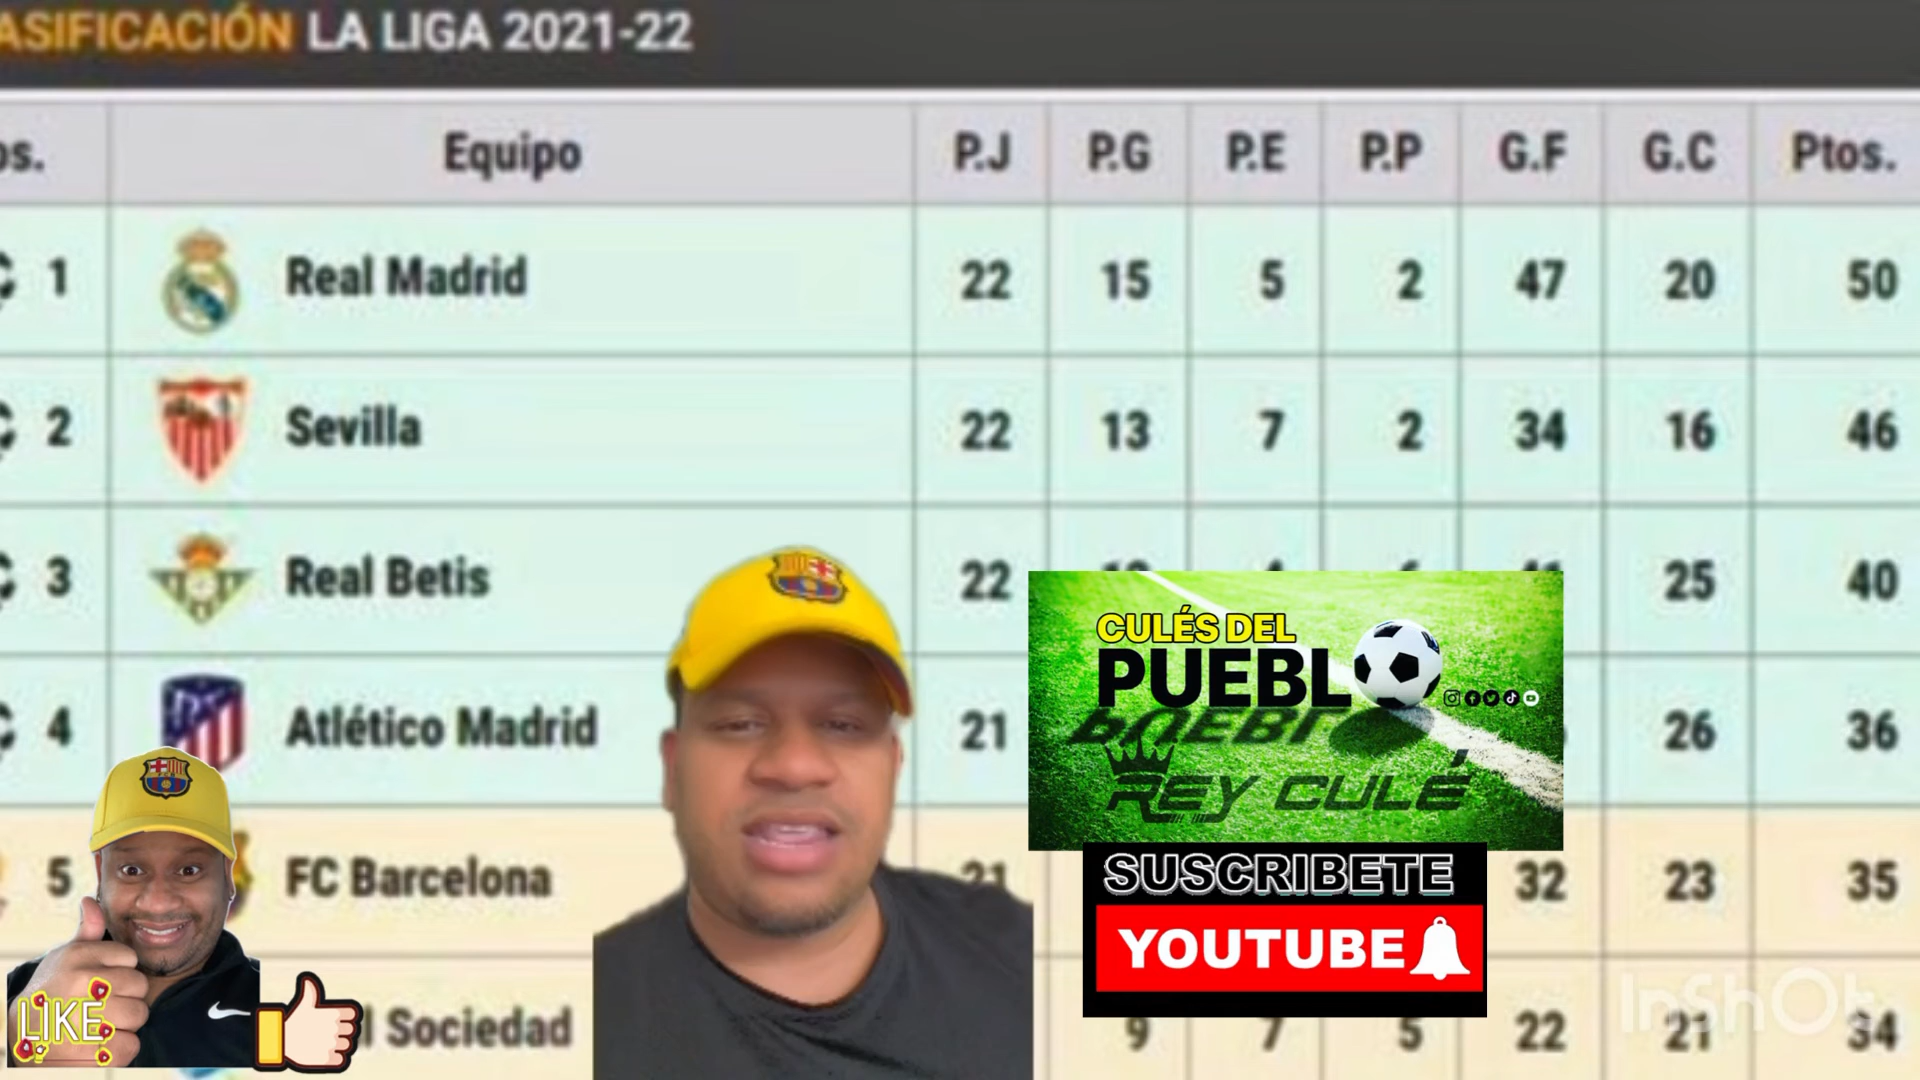 ASIFICACIÓN LA LIGA 2021-22
os. Equipo P.J P.G P.E P.P G.F G.C Ptos.
1 Real Madrid 22 15 5 2 47 20 50
2 Sevilla 22 13 7 2 34 16 46
3 Real Betis 22 25 40
4 Atlético Madrid 21 26 36
5 FC Barcelona 21 32 23 35
l Sociedad 9 7 5 22 21 34
CULÉS DEL
PUEBLO
REY CULÉ
SUSCRIBETE
YOUTUBE
LIKE
InShOt